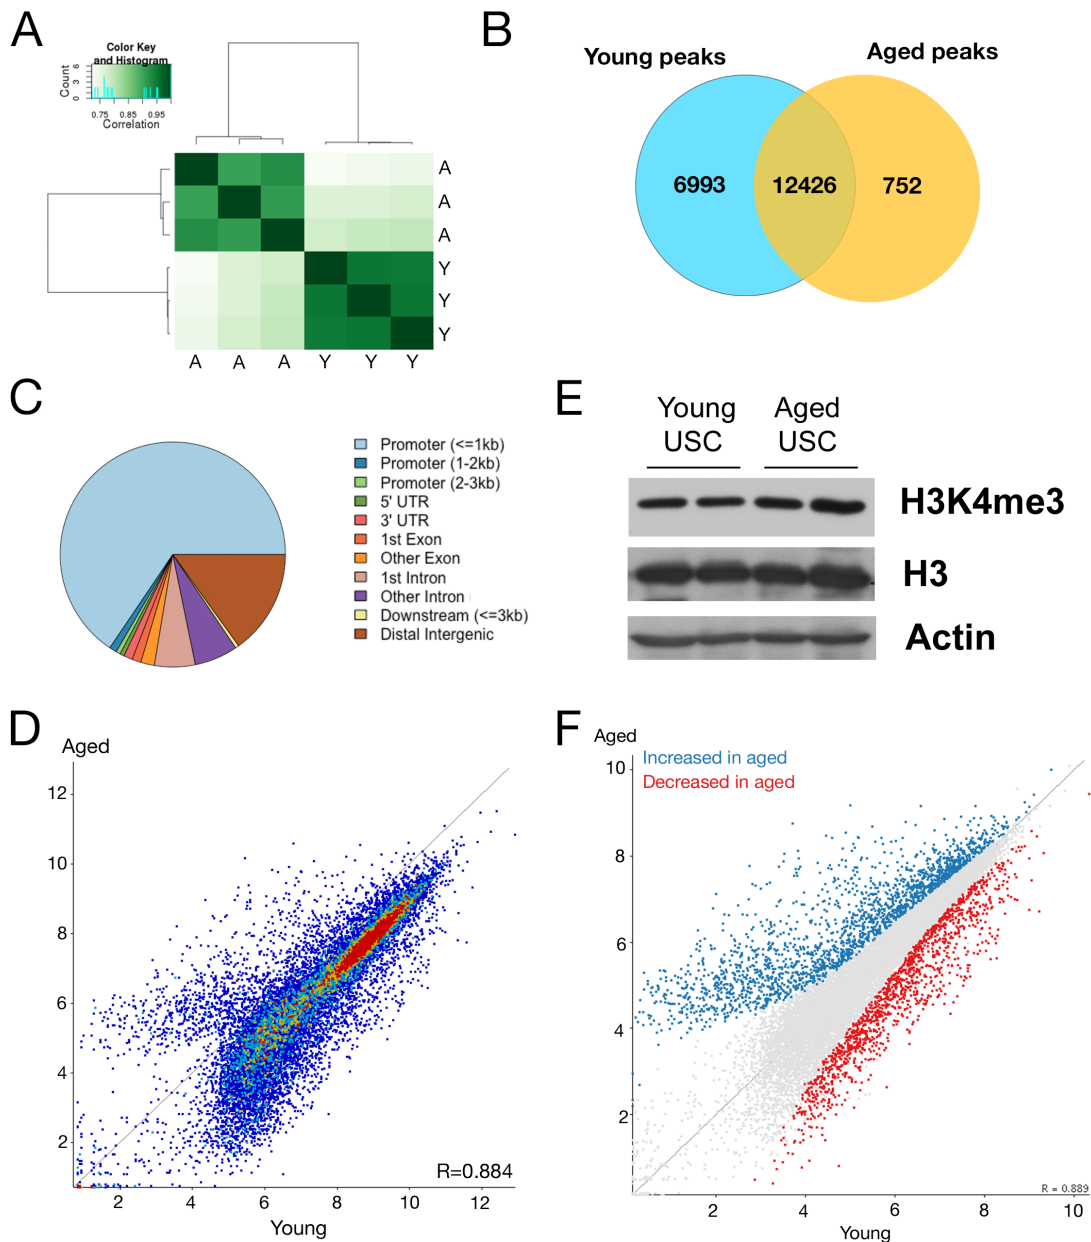 A
Color Key
and Histogram
Count
0 3 6
0.75 0.85 0.95
Correlation
A
A
A
Y
Y
Y
A A A Y Y Y
B
Young peaks
Aged peaks
6993
12426
752
C
Promoter (<=1kb)
Promoter (1-2kb)
Promoter (2-3kb)
5' UTR
3' UTR
1st Exon
Other Exon
1st Intron
Other Intron
Downstream (<=3kb)
Distal Intergenic
E
Young Aged
USC USC
H3K4me3
H3
Actin
D
Aged
12
10
8
6
4
2
R=0.884
2 4 6 8 10 12
Young
F
Aged
Increased in aged
Decreased in aged
10
8
6
4
2
R = 0.889
2 4 6 8 10
Young